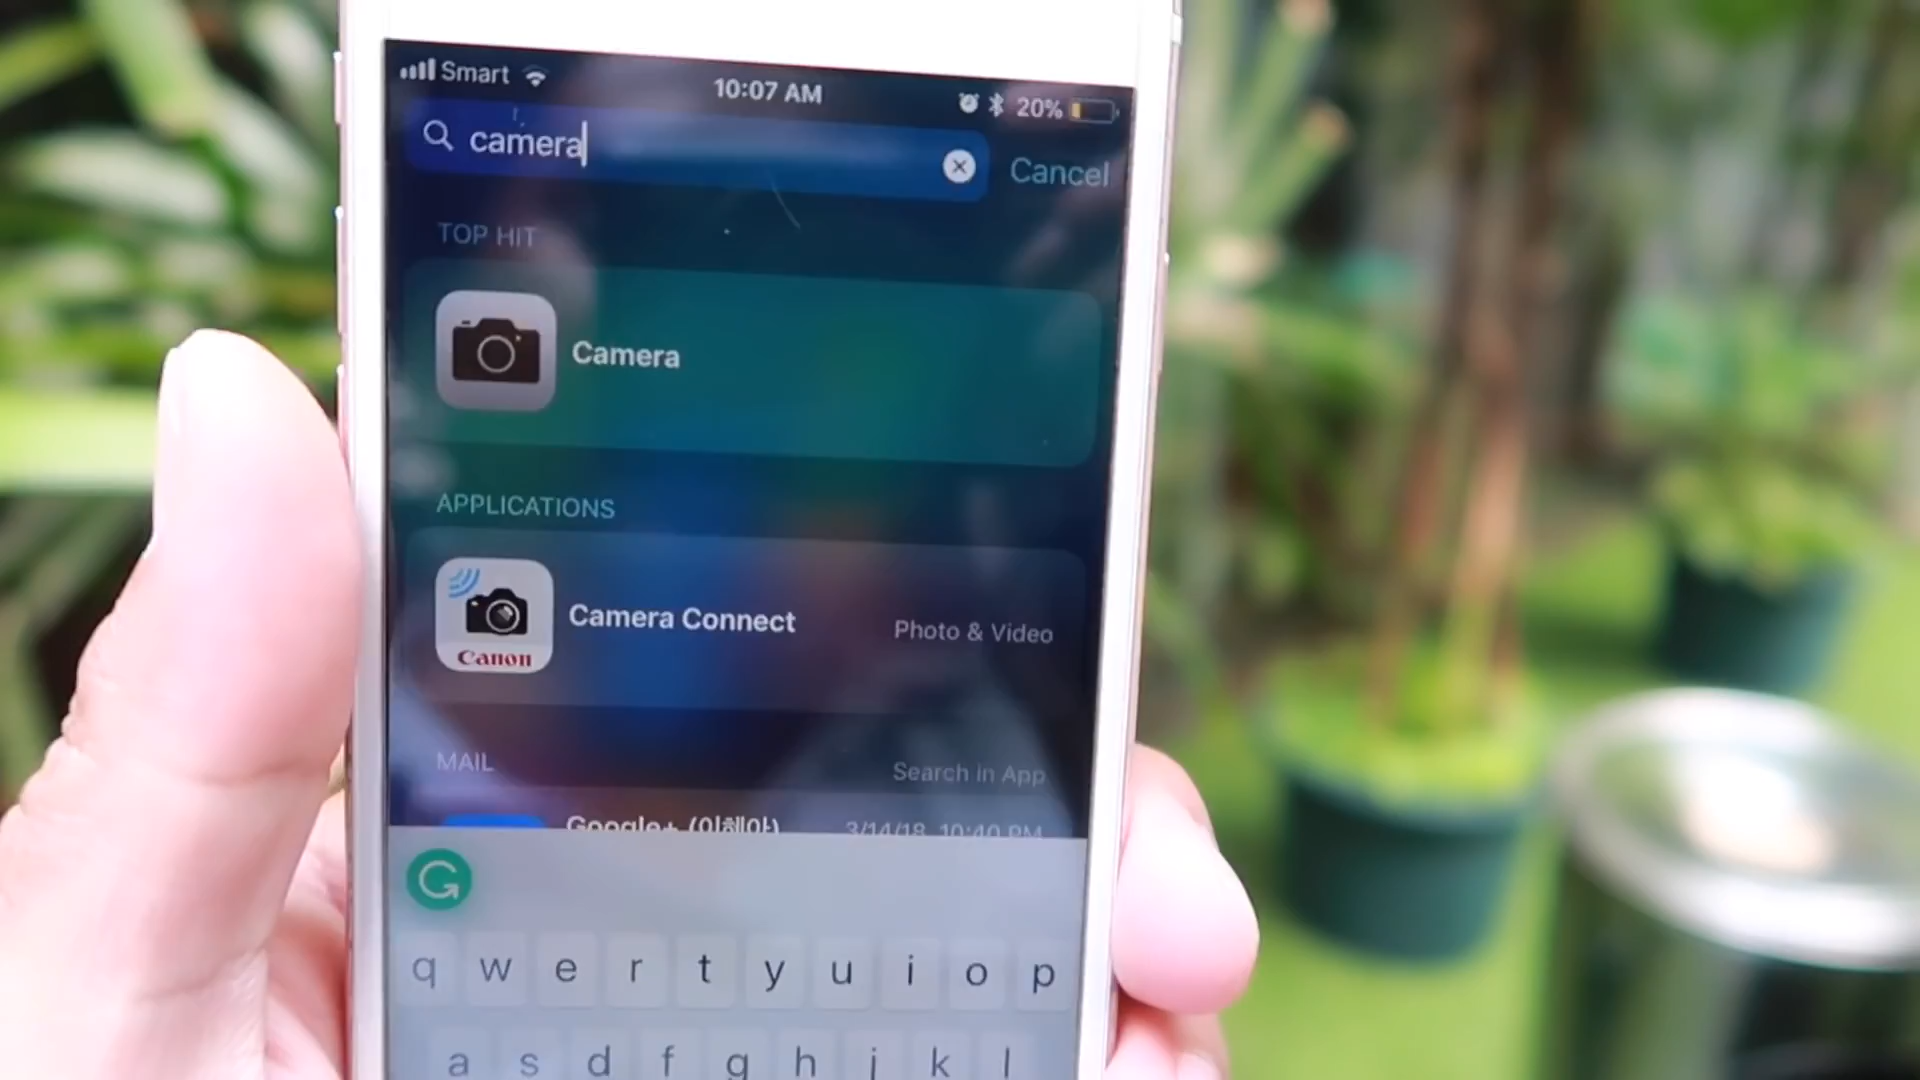 Smart 10:07 AM 20%
camera Cancel
TOP HIT
Camera
APPLICATIONS
Canon
Camera Connect Photo & Video
MAIL Search in App
Google+ (이혜아) 3/14/18, 10:40 PM
q w e r t y u i o p
a s d f g h j k l